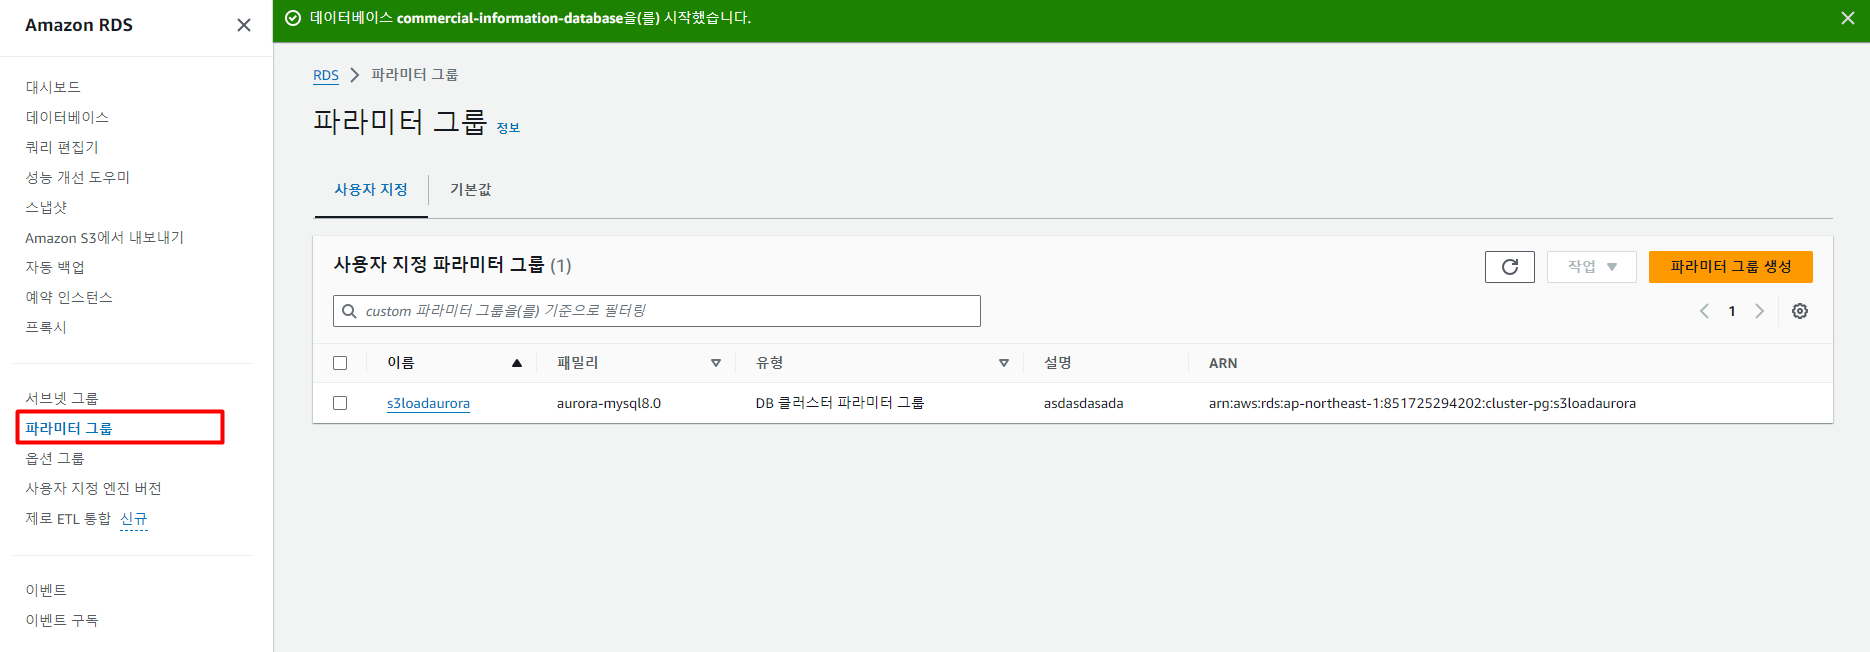 Amazon RDS
데이터베이스 commercial-information-database을(를) 시작했습니다.
대시보드
데이터베이스
쿼리 편집기
성능 개선 도우미
스냅샷
Amazon S3에서 내보내기
자동 백업
예약 인스턴스
프록시
서브넷 그룹
파라미터 그룹
옵션 그룹
사용자 지정 엔진 버전
제로 ETL 통합 신규
이벤트
이벤트 구독
RDS > 파라미터 그룹
파라미터 그룹 정보
사용자 지정 기본값
사용자 지정 파라미터 그룹 (1)
작업 파라미터 그룹 생성
custom 파라미터 그룹을(를) 기준으로 필터링
1
이름 패밀리 유형 설명 ARN
s3loadaurora aurora-mysql8.0 DB 클러스터 파라미터 그룹 asdasdasada arn:aws:rds:ap-northeast-1:851725294202:cluster-pg:s3loadaurora